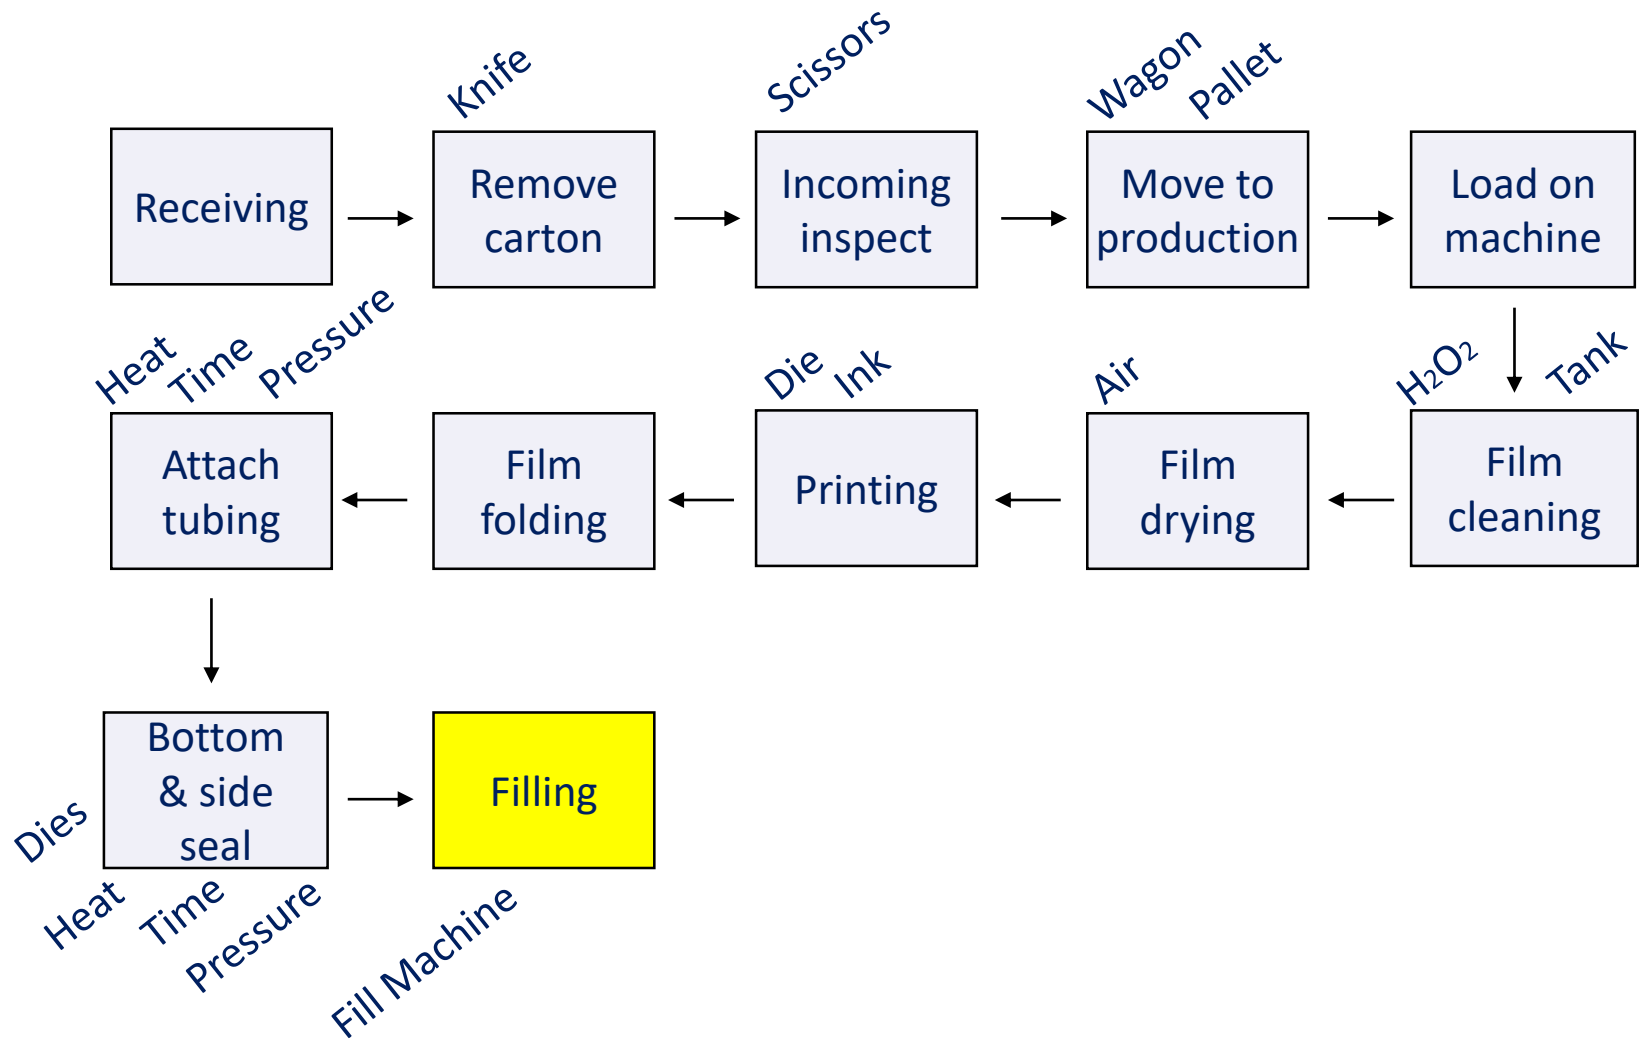 Knife
Scissors
Wagon
Pallet
Receiving
Remove
carton
Incoming
inspect
Move to
production
Load on
machine
Heat
Time
Pressure
Die
Ink
Air
H₂O₂
Tank
Attach
tubing
Film
folding
Printing
Film
drying
Film
cleaning
Bottom
& side
seal
Filling
Dies
Heat
Time
Pressure
Fill Machine